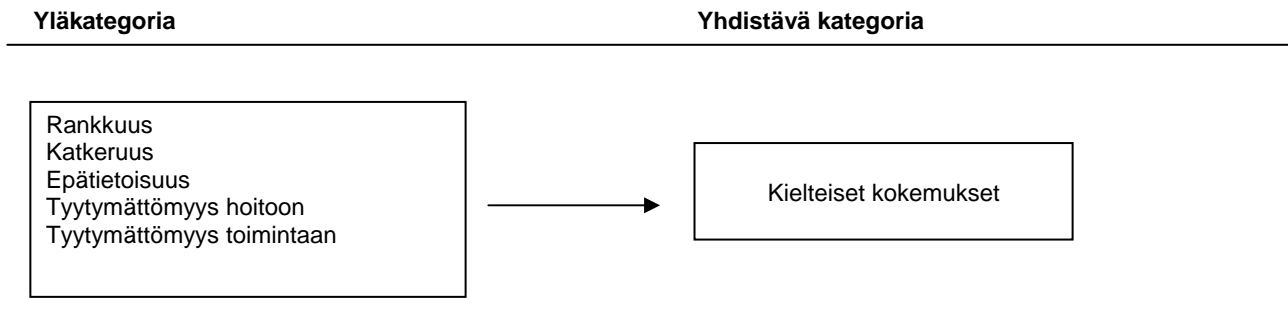 Yläkategoria
Yhdistävä kategoria
Rankkuus
Katkeruus
Epätietoisuus
Tyytymättömyys hoitoon
Tyytymättömyys toimintaan
Kielteiset kokemukset